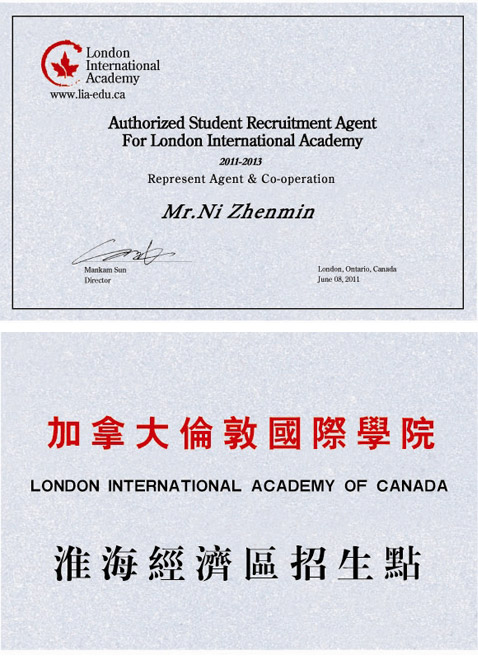 London
International
Academy
www.lia-edu.ca
Authorized Student Recruitment Agent
For London International Academy
2011-2013
Represent Agent & Co-operation
Mr.Ni Zhenmin
Mankam Sun
Director
London, Ontario, Canada
June 08, 2011
加拿大倫敦國際學院
LONDON INTERNATIONAL ACADEMY OF CANADA
淮海經濟區招生點